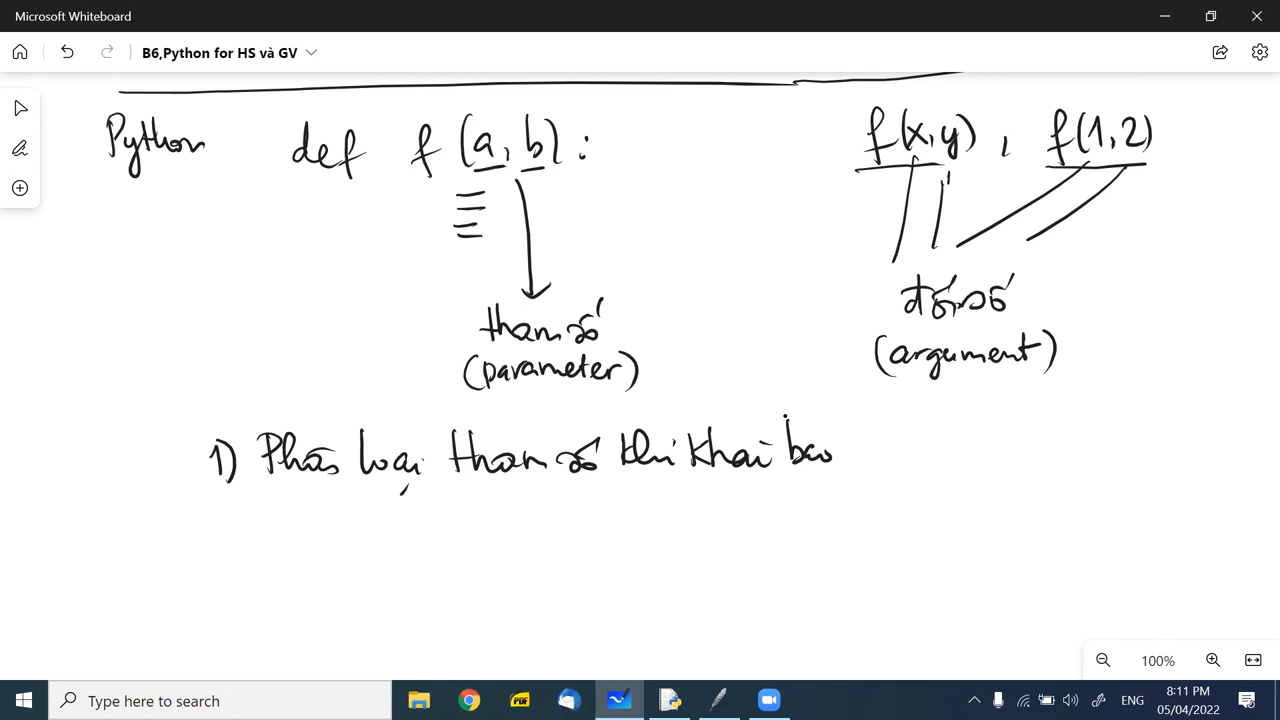 Microsoft Whiteboard
B6,Python for HS và GV
Python def f (a, b) : f(x,y) , f(1,2)
tham số đối số
(parameter) (argument)
1) Phân loại tham số khi khai báo
100%
Type here to search
PDF
ENG
8:11 PM
05/04/2022